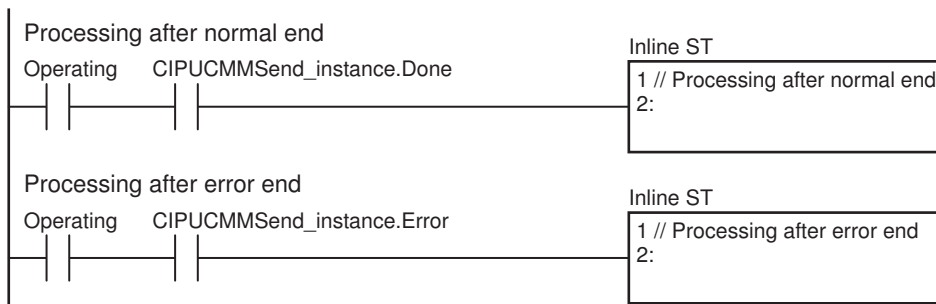 Processing after normal end
Inline ST
Operating CIPUCMMSend_instance.Done
1 // Processing after normal end
2:
Processing after error end
Inline ST
Operating CIPUCMMSend_instance.Error
1 // Processing after error end
2: